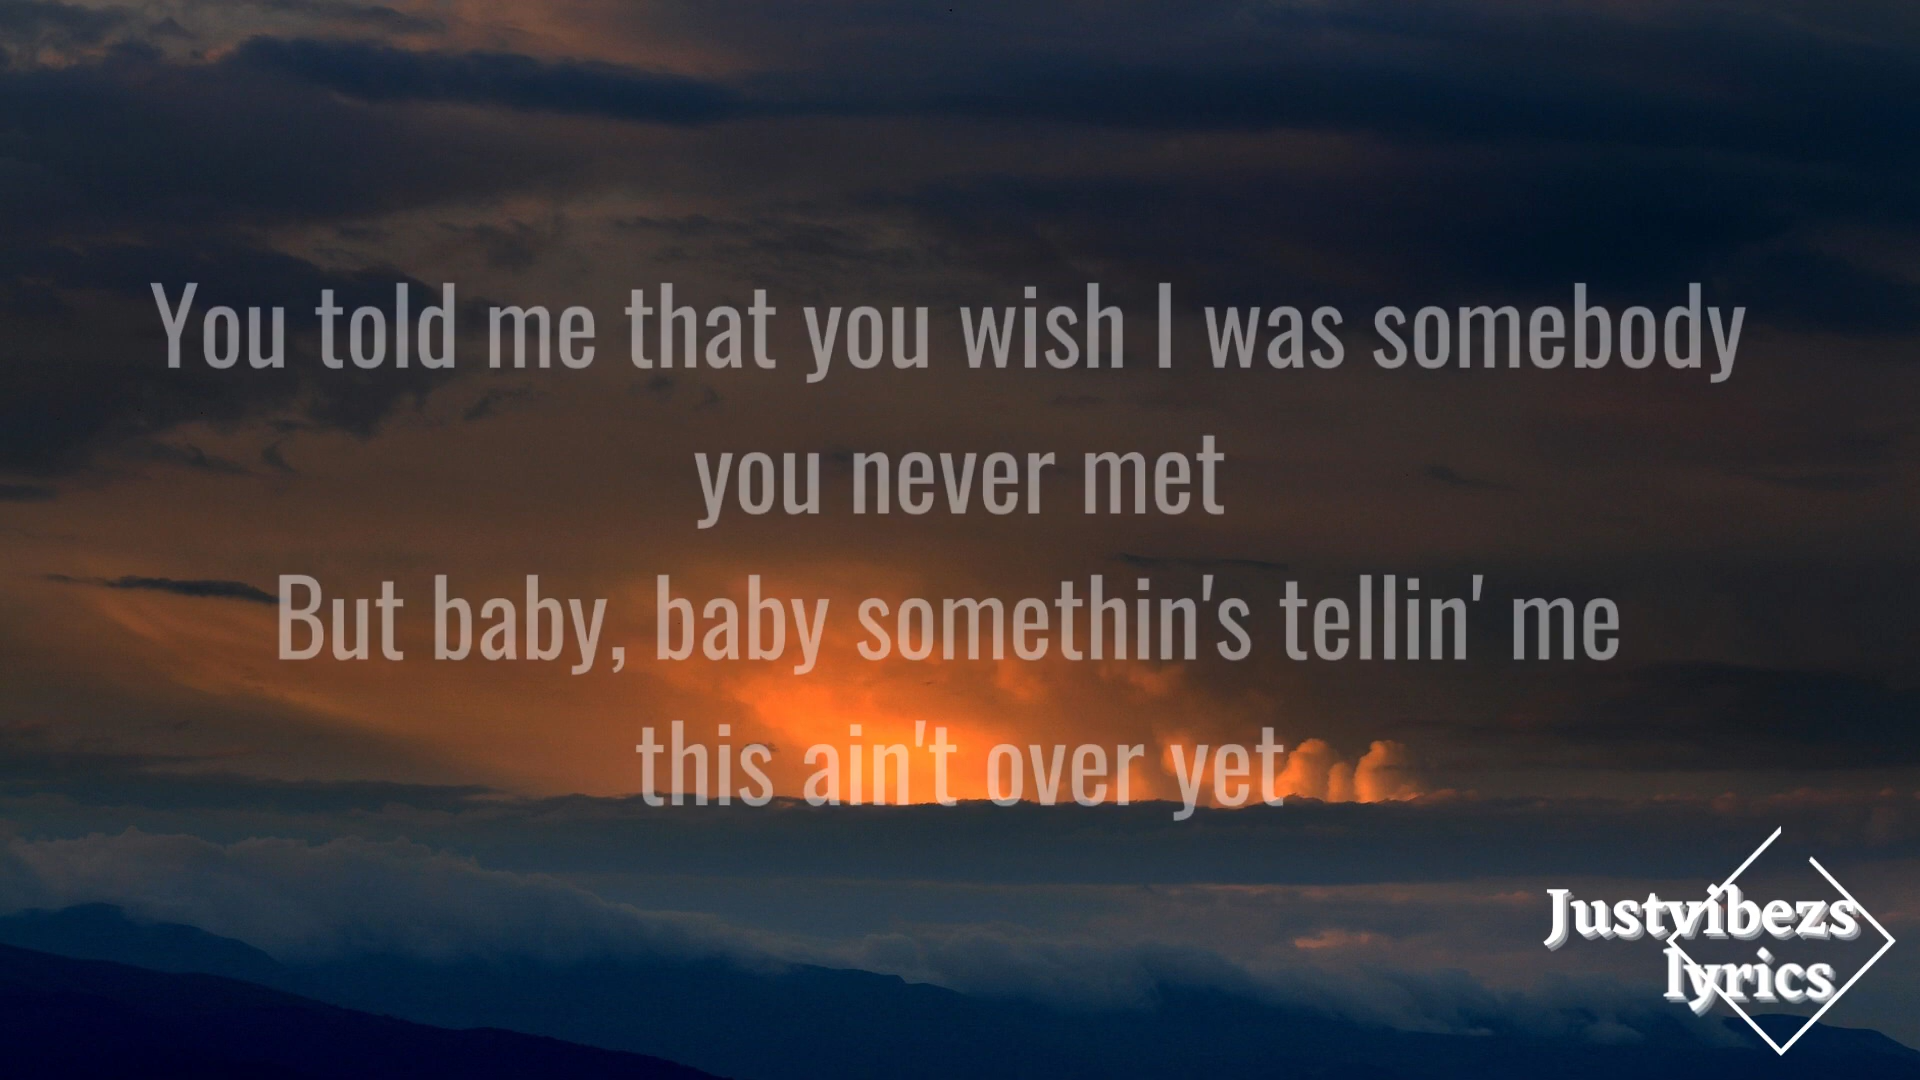 You told me that you wish I was somebody
you never met
But baby, baby somethin's tellin' me
this ain't over yet
Justvibezs
lyrics